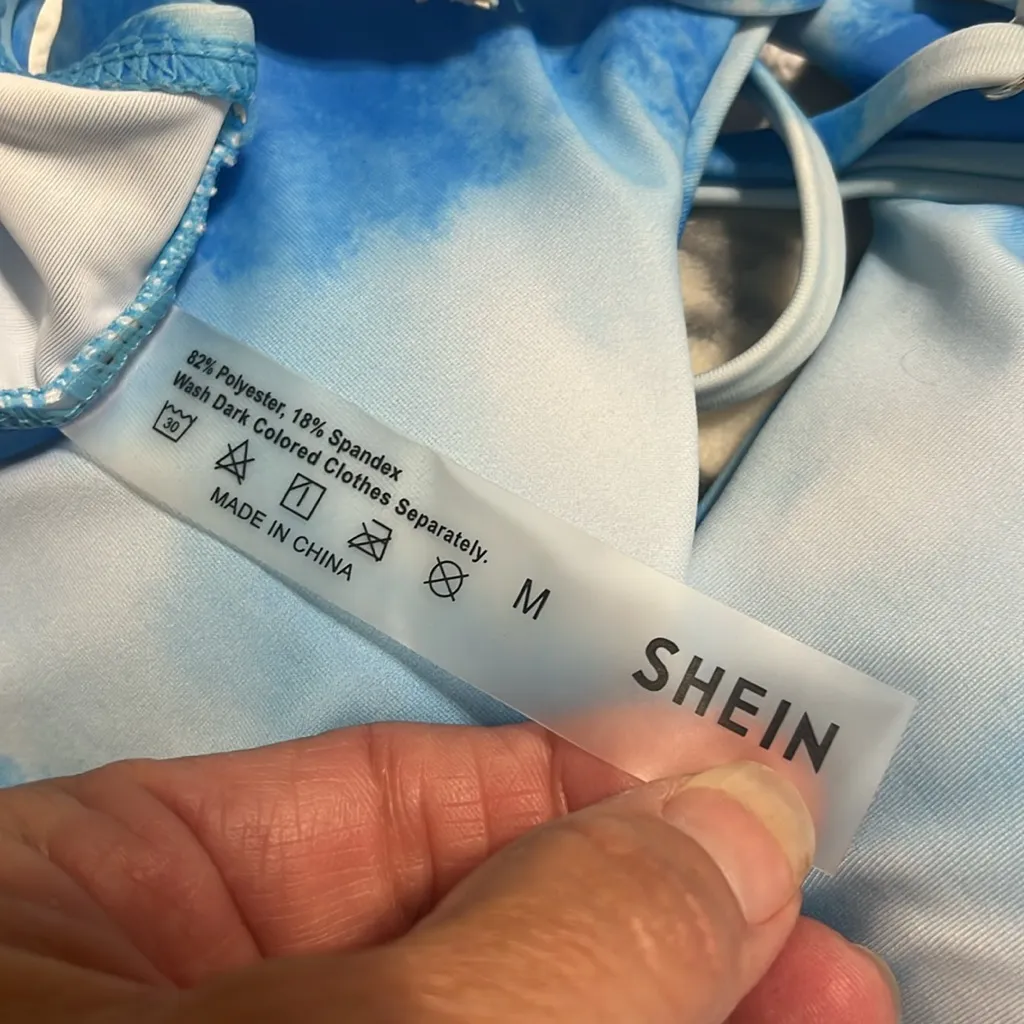 82% Polyester, 18% Spandex
Wash Dark Colored Clothes Separately.
30
MADE IN CHINA
M
SHEIN